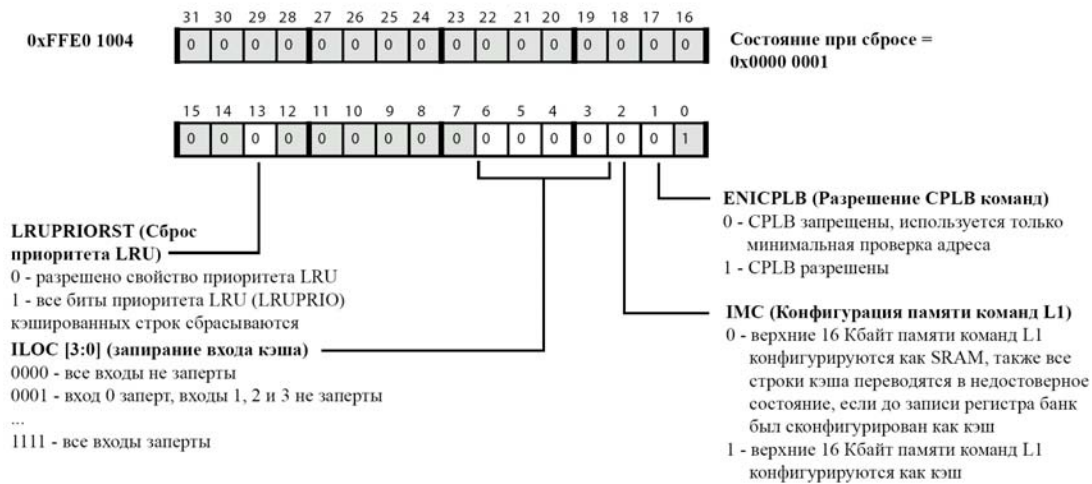 31 30 29 28 27 26 25 24 23 22 21 20 19 18 17 16
0xFFE0 1004
0 0 0 0 0 0 0 0 0 0 0 0 0 0 0 0
Состояние при сбросе =
0x0000 0001
15 14 13 12 11 10 9 8 7 6 5 4 3 2 1 0
0 0 0 0 0 0 0 0 0 0 0 0 0 0 0 1
LRUPRIORST (Сброс
приоритета LRU)
0 - разрешено свойство приоритета LRU
1 - все биты приоритета LRU (LRUPRIO)
кэшированных строк сбрасываются
ILOC [3:0] (запирание входа кэша)
0000 - все входы не заперты
0001 - вход 0 заперт, входы 1, 2 и 3 не заперты
...
1111 - все входы заперты
ENICPLB (Разрешение CPLB команд)
0 - CPLB запрещены, используется только
минимальная проверка адреса
1 - CPLB разрешены
IMC (Конфигурация памяти команд L1)
0 - верхние 16 Кбайт памяти команд L1
конфигурируются как SRAM, также все
строки кэша переводятся в недостоверное
состояние, если до записи регистра банк
был сконфигурирован как кэш
1 - верхние 16 Кбайт памяти команд L1
конфигурируются как кэш